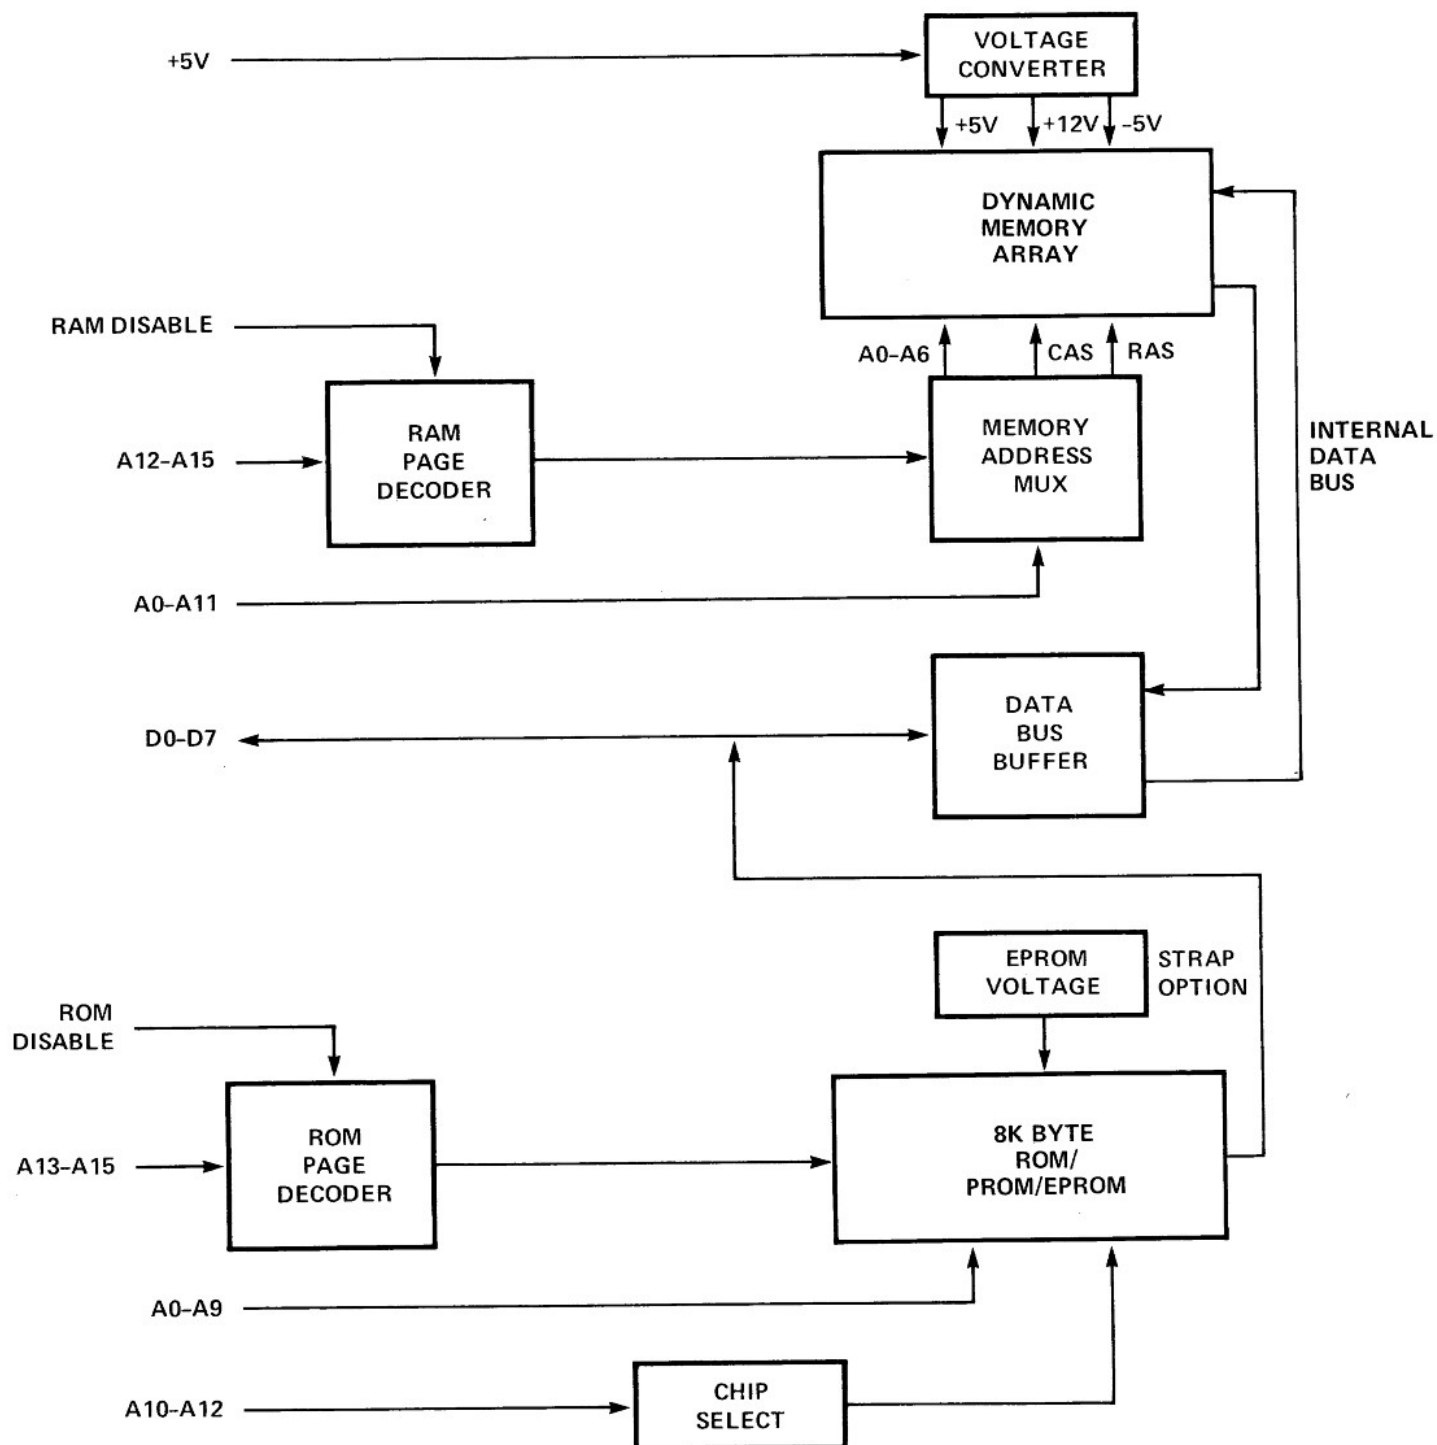 VOLTAGE
CONVERTER
+5V
+5V
+12V
-5V
DYNAMIC
MEMORY
ARRAY
RAM DISABLE
A0–A6
CAS
RAS
RAM
PAGE
DECODER
MEMORY
ADDRESS
MUX
A12–A15
INTERNAL
DATA
BUS
A0–A11
DATA
BUS
BUFFER
D0–D7
EPROM
VOLTAGE
STRAP
OPTION
ROM
DISABLE
ROM
PAGE
DECODER
8K BYTE
ROM/
PROM/EPROM
A13–A15
A0–A9
CHIP
SELECT
A10–A12